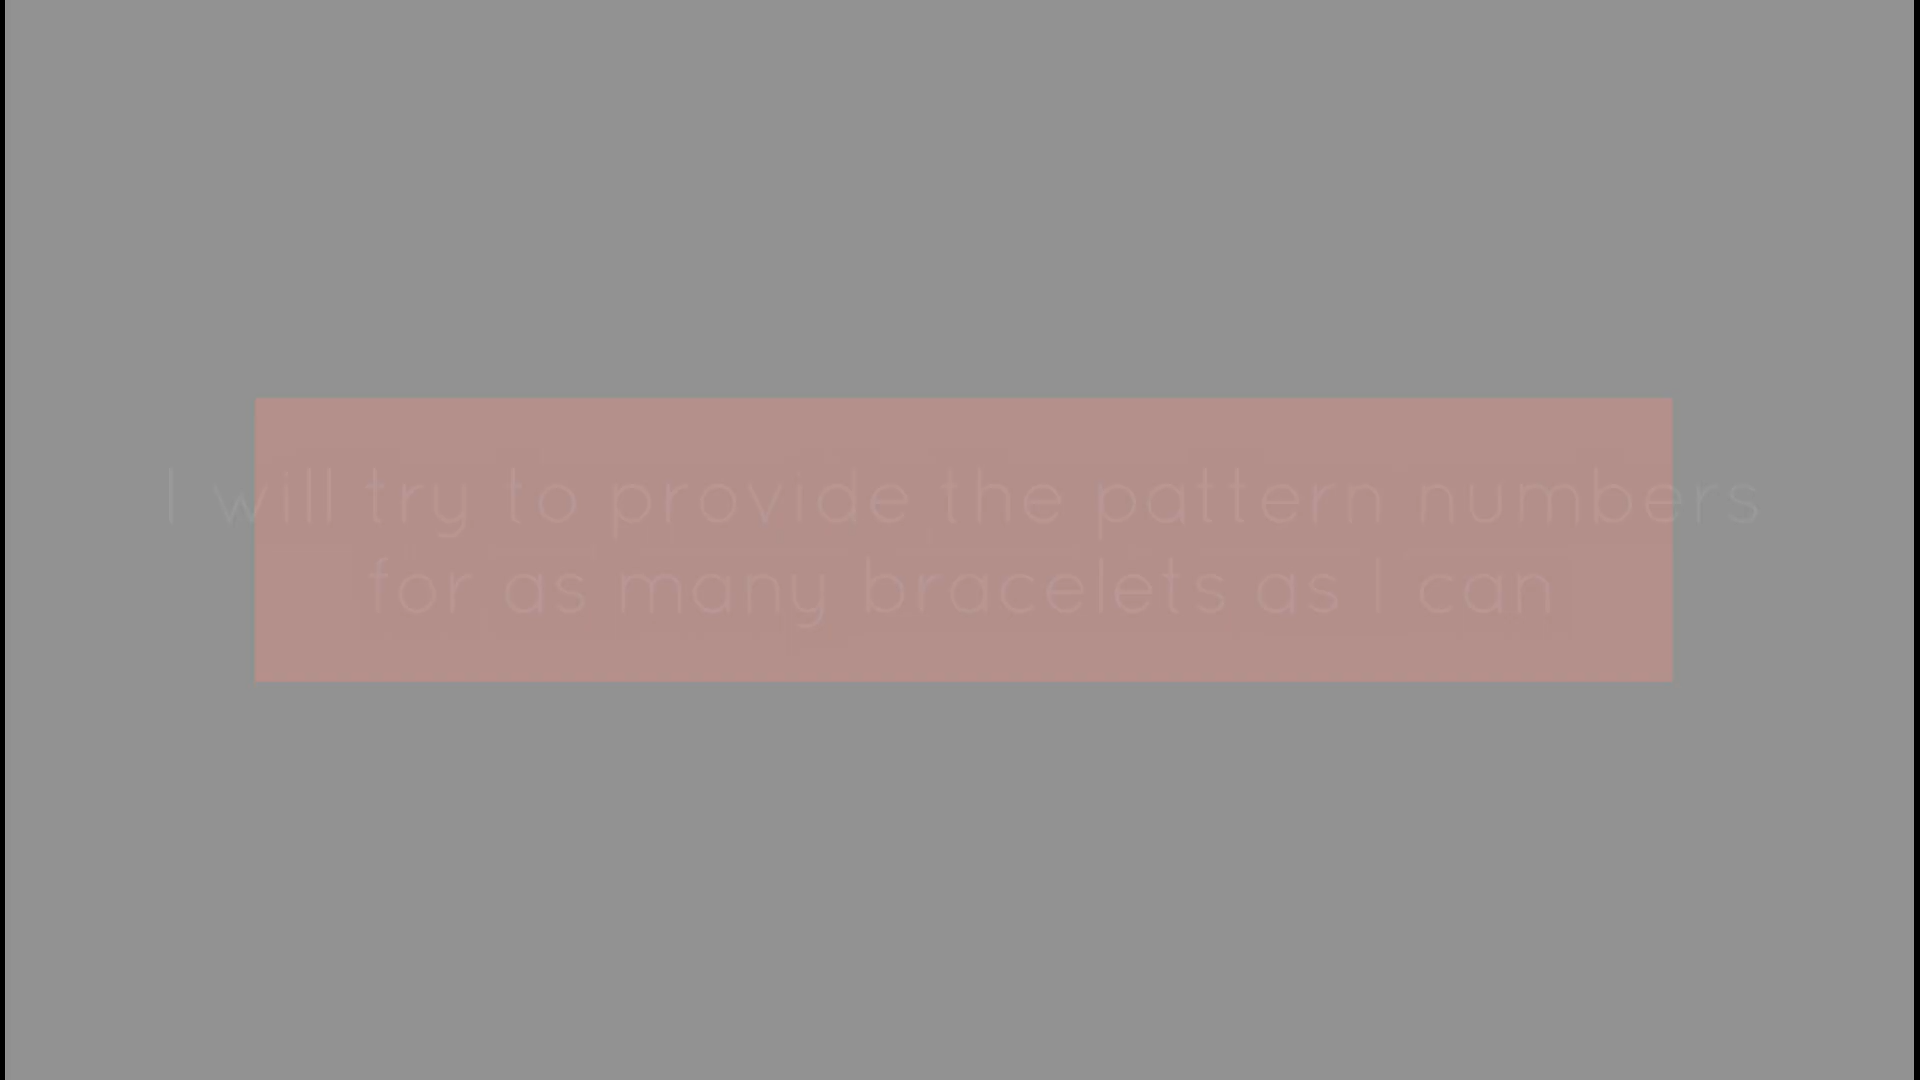 I will try to provide the pattern numbers
for as many bracelets as I can